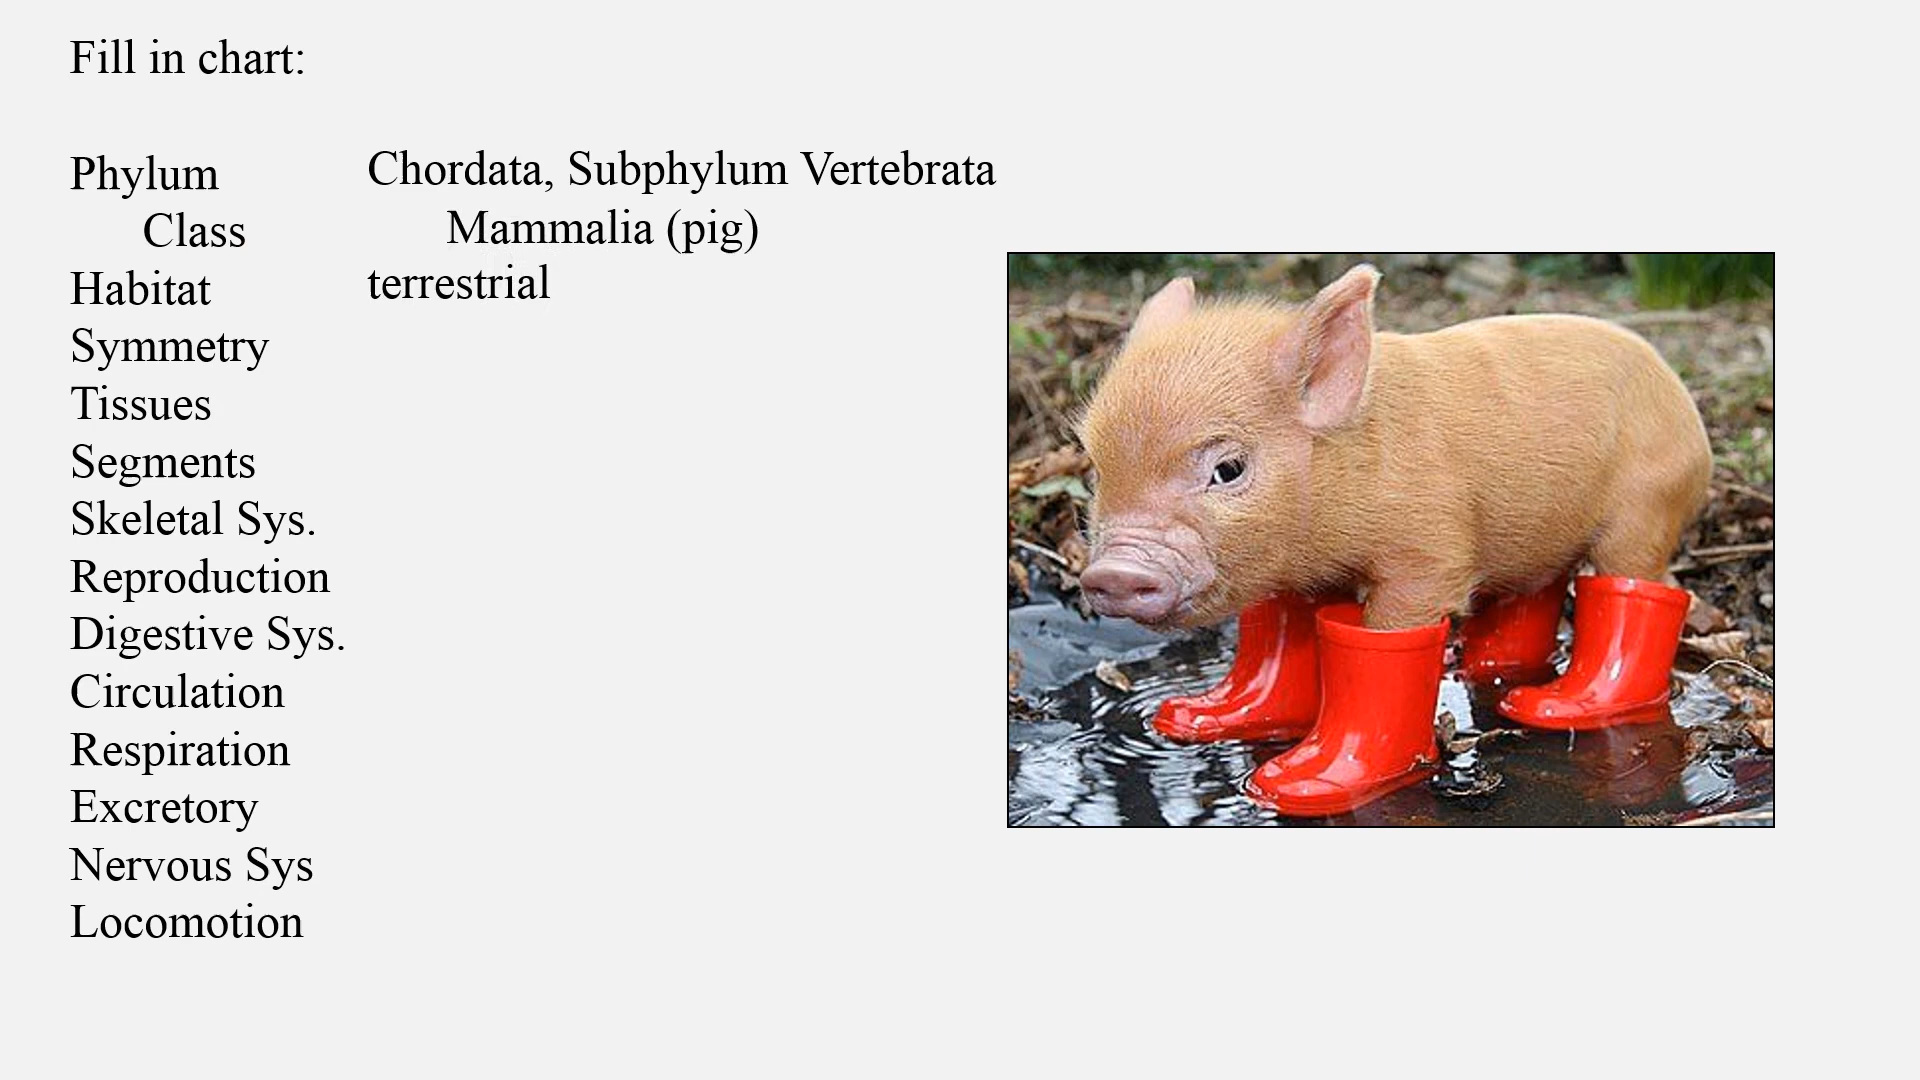 Fill in chart:
Phylum Chordata, Subphylum Vertebrata
Class Mammalia (pig)
Habitat terrestrial
Symmetry
Tissues
Segments
Skeletal Sys.
Reproduction
Digestive Sys.
Circulation
Respiration
Excretory
Nervous Sys
Locomotion